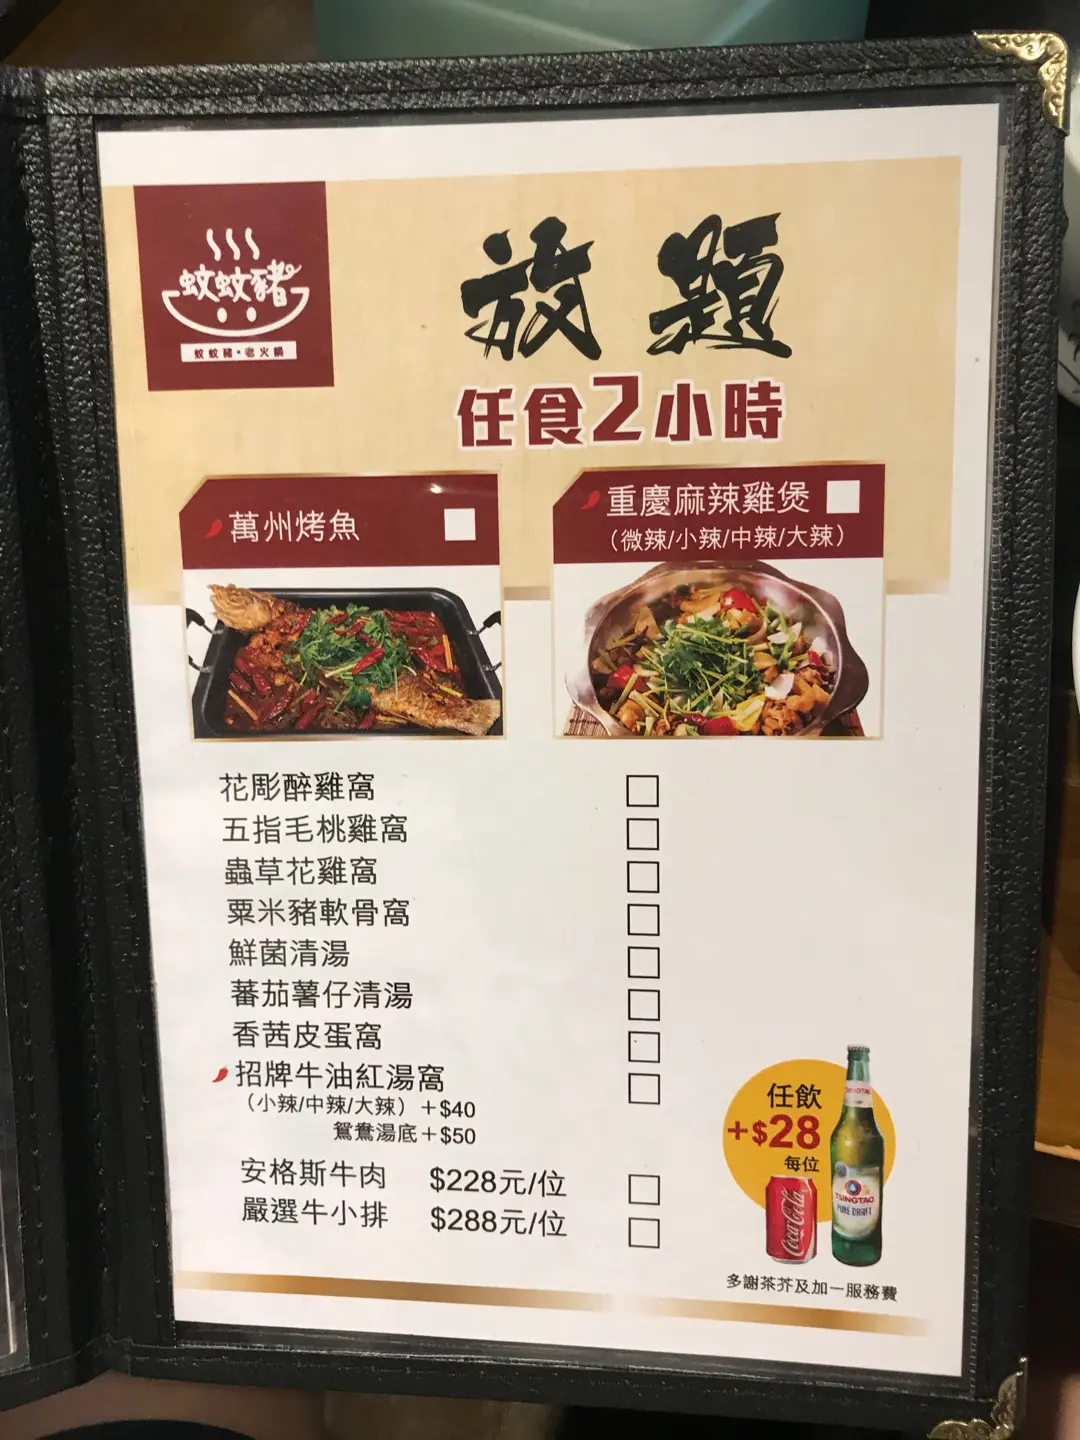 蚊蚊豬
蚊蚊豬•老火鍋
放題
任食2小時
萬州烤魚
重慶麻辣雞煲
（微辣/小辣/中辣/大辣）
花彫醉雞窩
五指毛桃雞窩
蟲草花雞窩
粟米豬軟骨窩
鮮菌清湯
蕃茄薯仔清湯
香茜皮蛋窩
招牌牛油紅湯窩
（小辣/中辣/大辣）＋$40
鴛鴦湯底＋$50
安格斯牛肉 $228元/位
嚴選牛小排 $288元/位
任飲
+$28
每位
Coca-Cola
TSINGTAO
TSINGTAO
PURE DRAFT
多謝茶芥及加一服務費